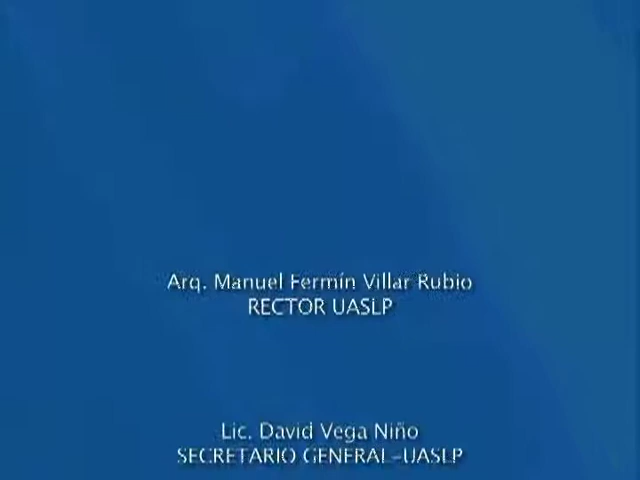 Arq. Manuel Fermín Villar Rubio
RECTOR UASLP
Lic. David Vega Niño
SECRETARIO GENERAL-UASLP